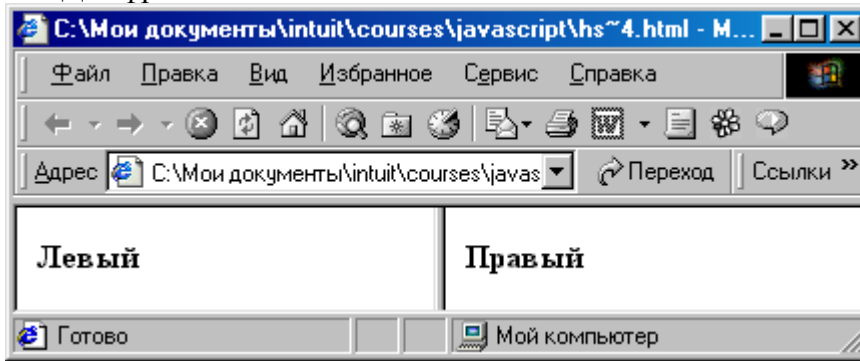 C:\Мои документы\intuit\courses\javascript\hs~4.html - M...
Файл Правка Вид Избранное Сервис Справка
Адрес C:\Мои документы\intuit\courses\javas Переход Ссылки »
Левый Правый
Готово Мой компьютер